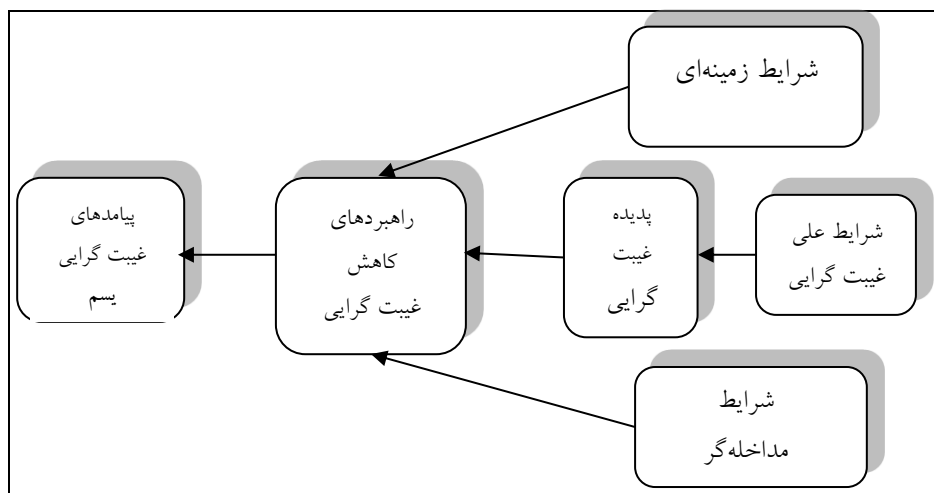 شرایط زمینه‌ای
شرایط علی
غیبت گرایی
پدیده
غیبت
گرایی
راهبردهای
کاهش
غیبت گرایی
پیامدهای
غیبت گرایی
یسم
شرایط
مداخله‌گر